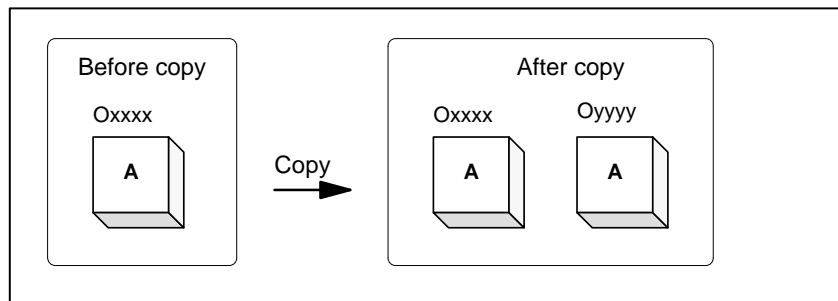 Before copy
Oxxxx
A
Copy
After copy
Oxxxx
Oyyyy
A
A